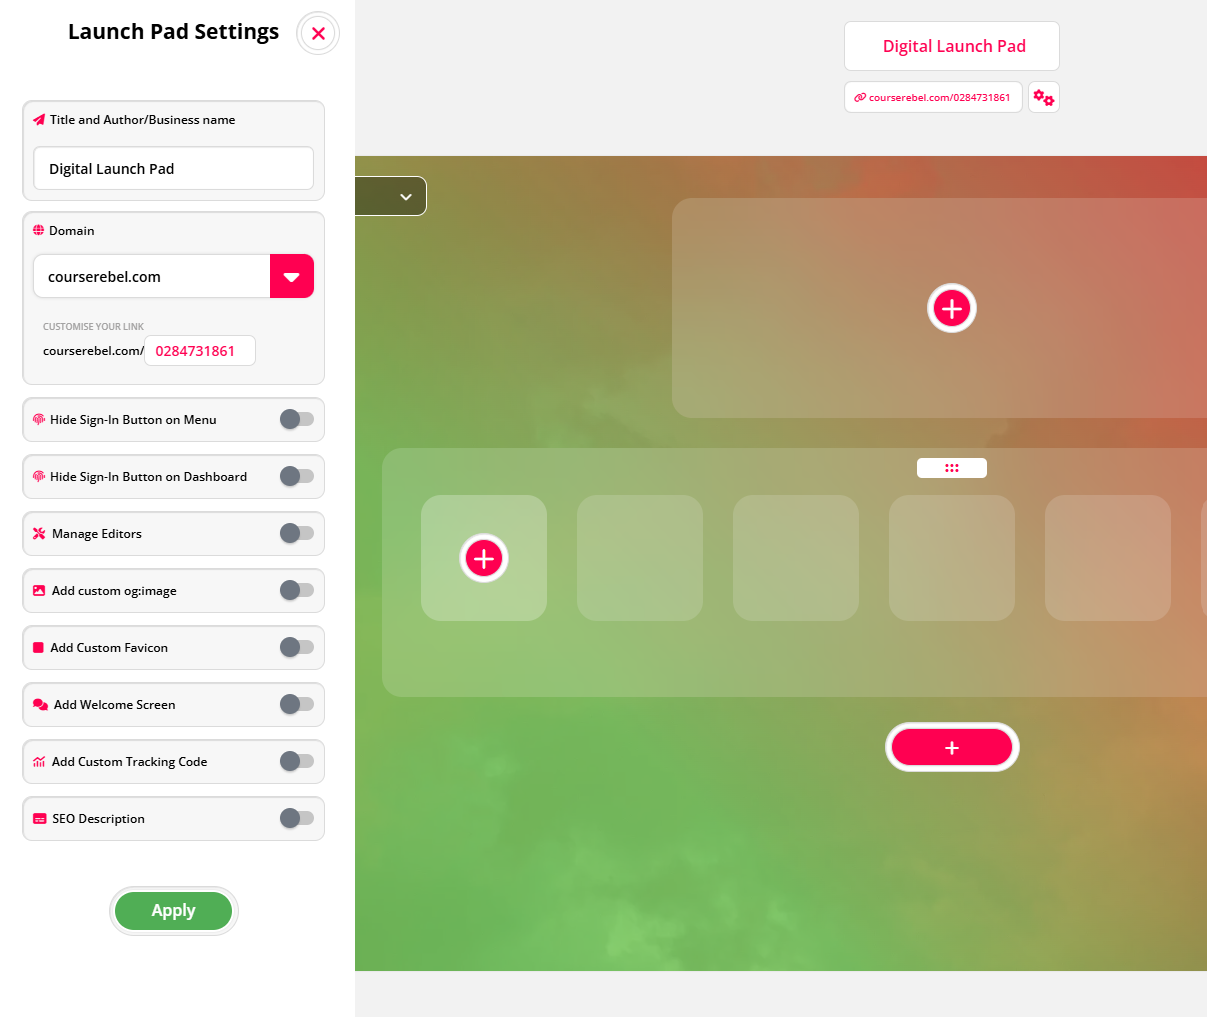 Launch Pad Settings
Title and Author/Business name
Digital Launch Pad
Domain
courserebel.com
CUSTOMISE YOUR LINK
courserebel.com/ 0284731861
Hide Sign-In Button on Menu
Hide Sign-In Button on Dashboard
Manage Editors
Add custom og:image
Add Custom Favicon
Add Welcome Screen
Add Custom Tracking Code
SEO Description
Apply
Digital Launch Pad
courserebel.com/0284731861